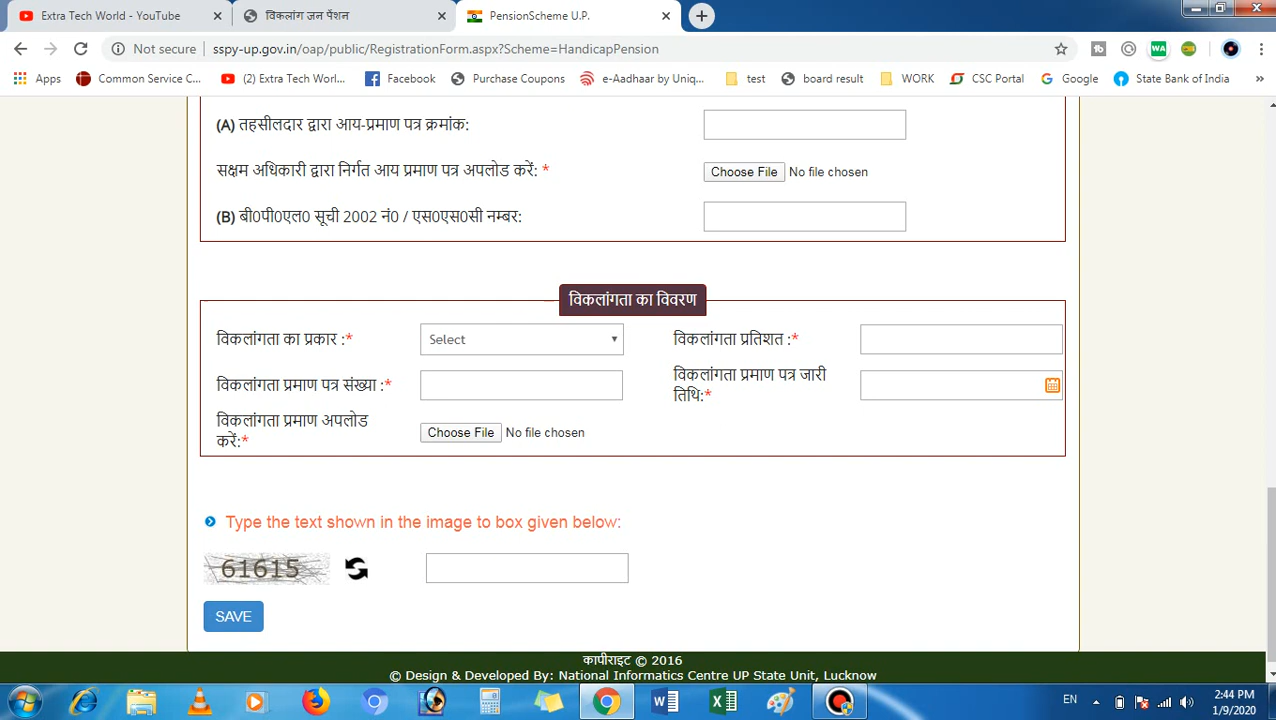 Extra Tech World - YouTube
विकलांग जन पेंशन
PensionScheme U.P.
Not secure
sspy-up.gov.in/oap/public/RegistrationForm.aspx?Scheme=HandicapPension
Apps
Common Service C...
(2) Extra Tech Worl...
Facebook
Purchase Coupons
e-Aadhaar by Uniq...
test
board result
WORK
CSC Portal
Google
State Bank of India
»
(A) तहसीलदार द्वारा आय-प्रमाण पत्र क्रमांक:
सक्षम अधिकारी द्वारा निर्गत आय प्रमाण पत्र अपलोड करें: *
Choose File No file chosen
(B) बी0पी0एल0 सूची 2002 नं0 / एस0एस0सी नम्बर:
विकलांगता का विवरण
विकलांगता का प्रकार :*
Select
विकलांगता प्रतिशत :*
विकलांगता प्रमाण पत्र संख्या :*
विकलांगता प्रमाण पत्र जारी
तिथि:*
विकलांगता प्रमाण अपलोड
करें:*
Choose File No file chosen
Type the text shown in the image to box given below:
61615
SAVE
कापीराइट © 2016
© Design & Developed By: National Informatics Centre UP State Unit, Lucknow
EN
2:44 PM
1/9/2020